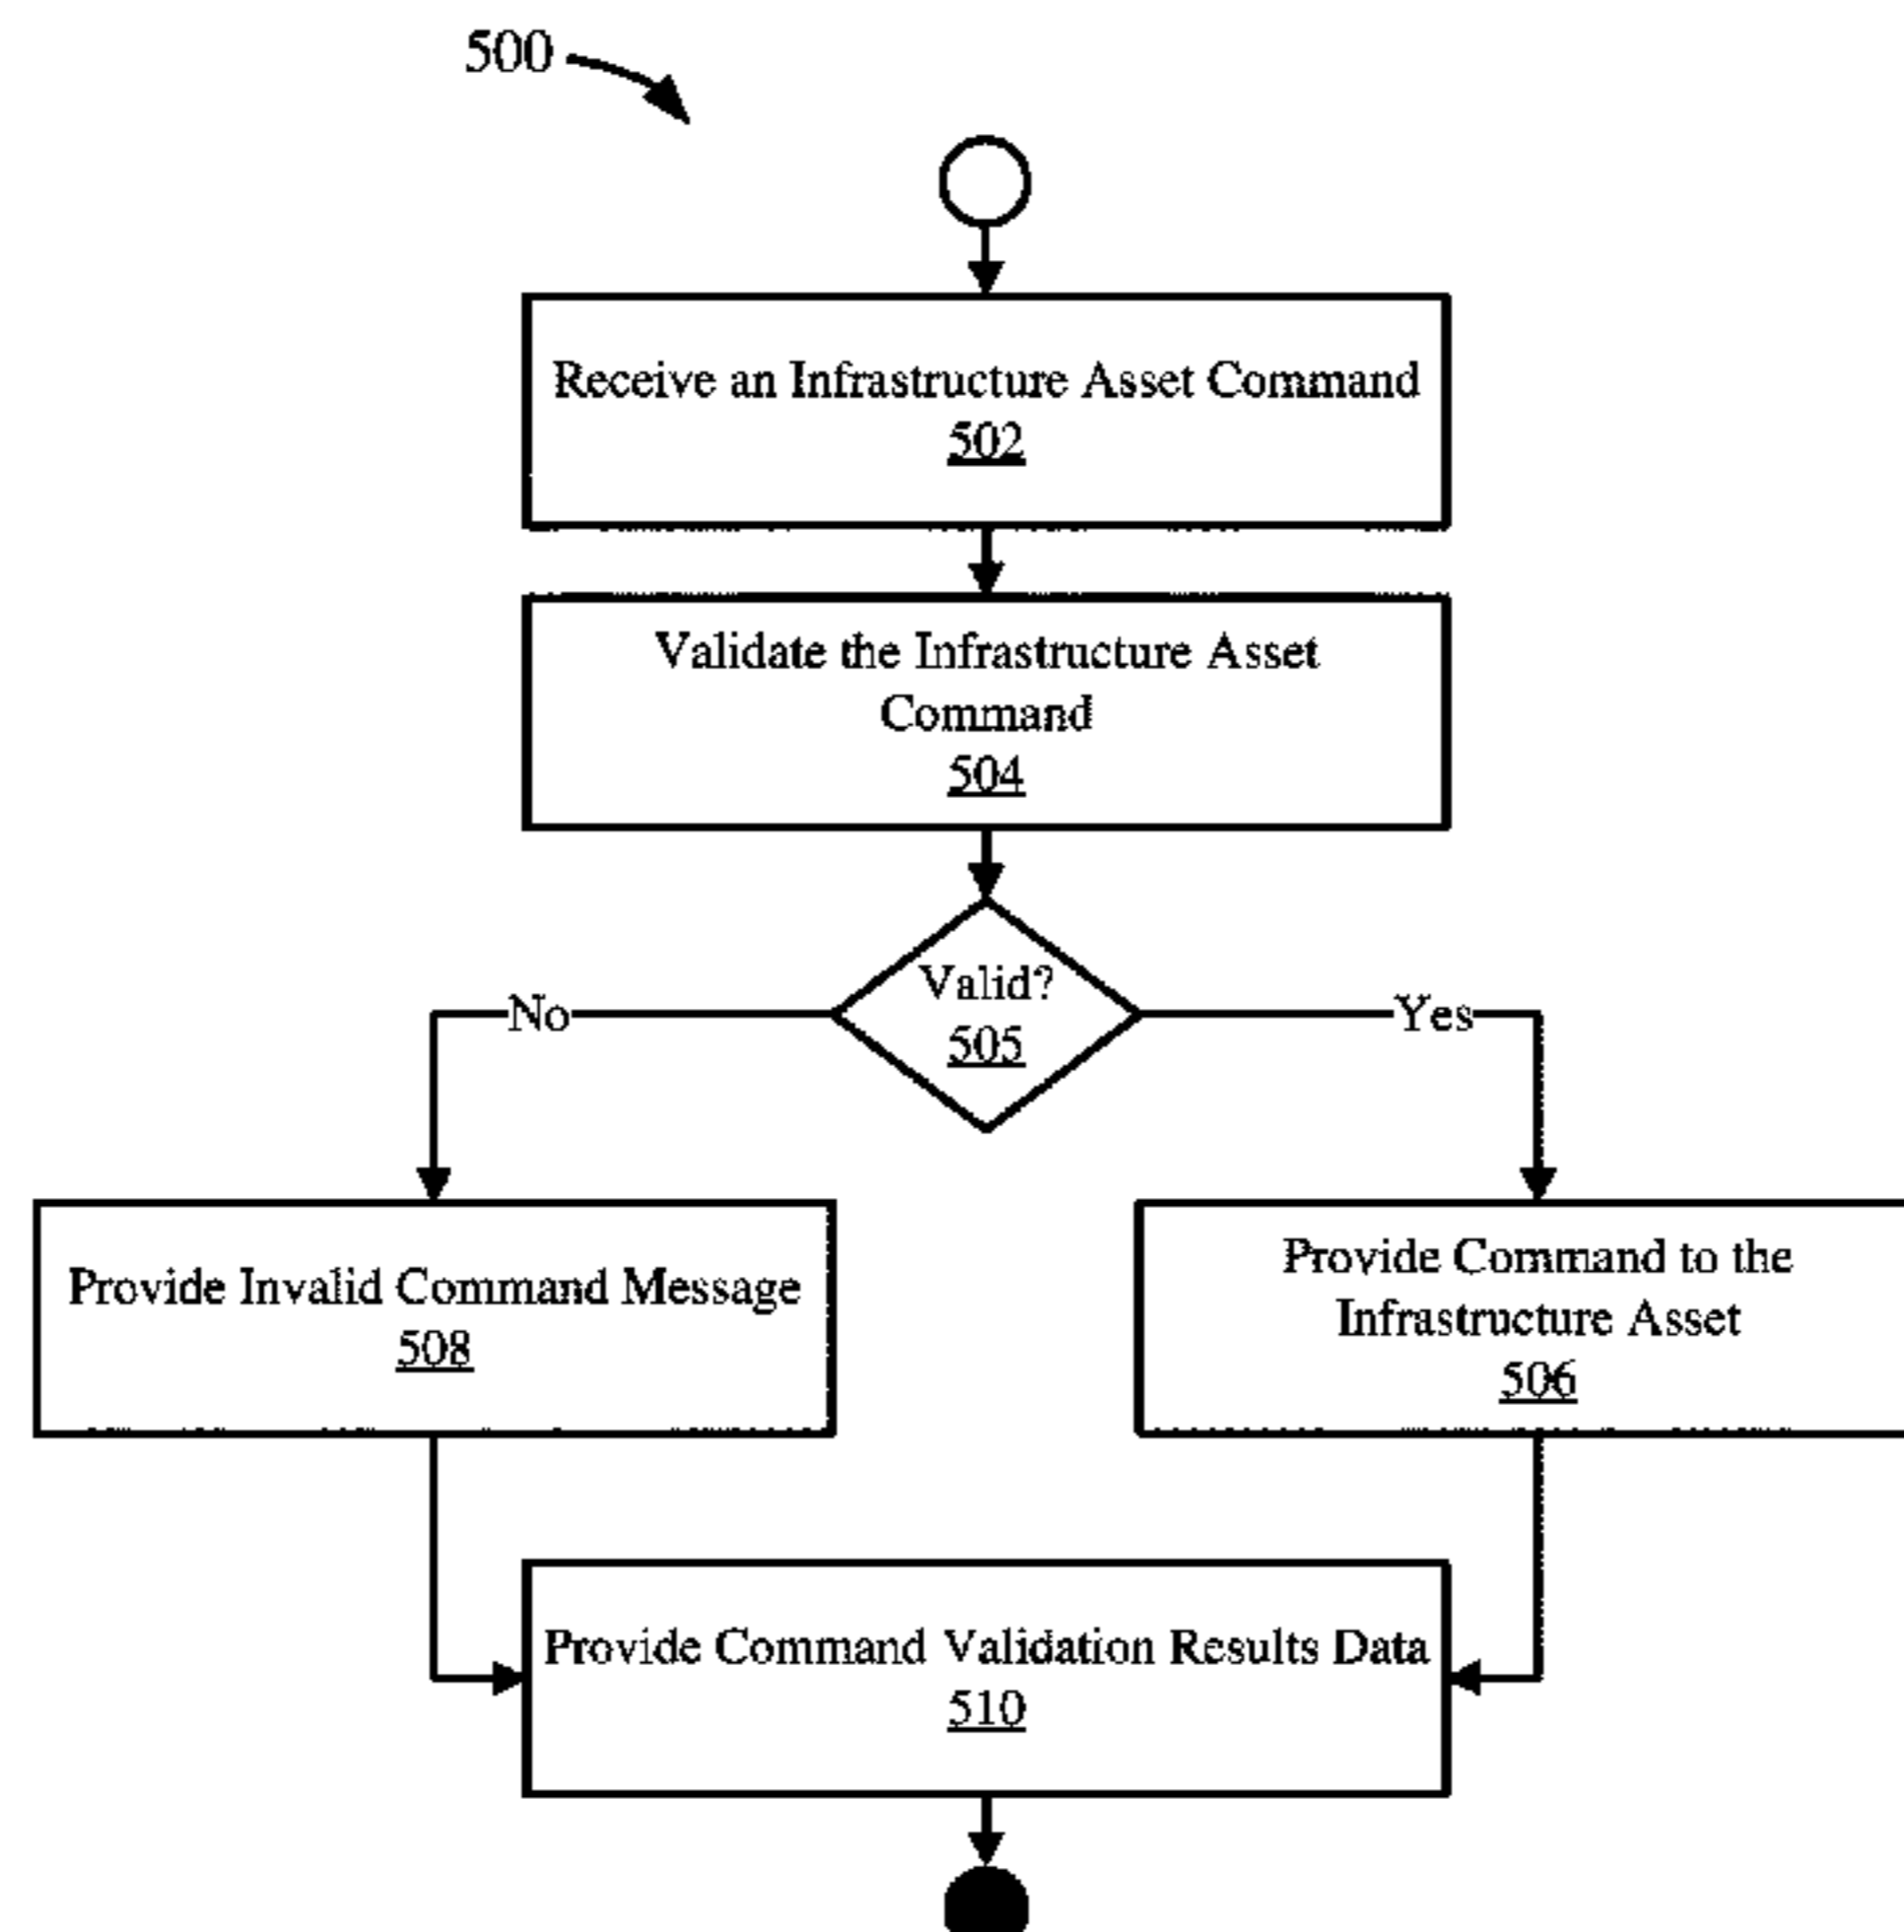 500
Receive an Infrastructure Asset Command
502
Validate the Infrastructure Asset
Command
504
Valid?
505
No
Yes
Provide Invalid Command Message
508
Provide Command to the
Infrastructure Asset
506
Provide Command Validation Results Data
510